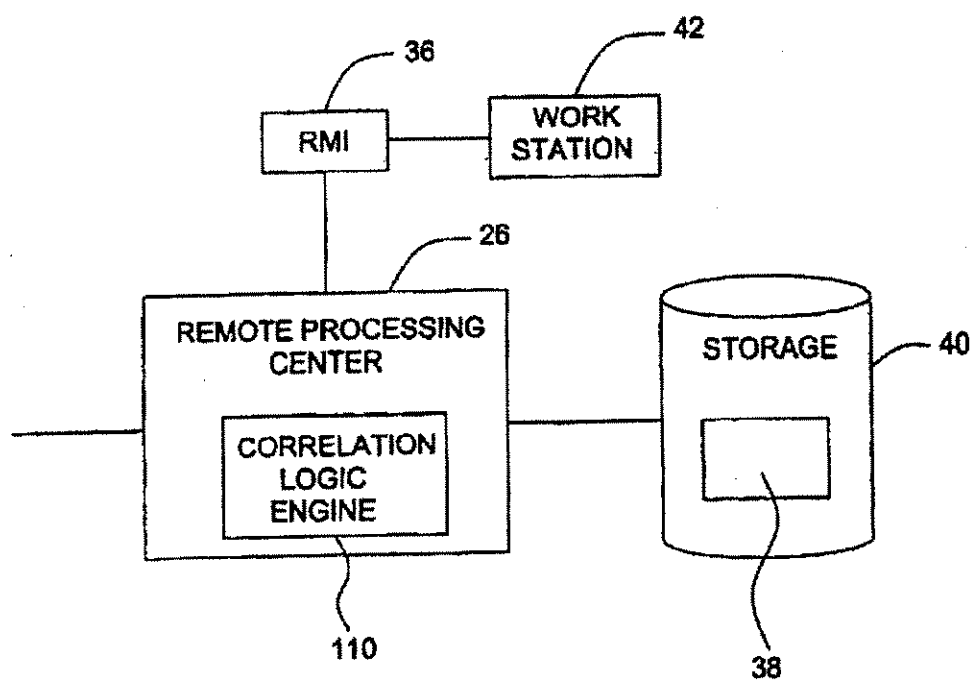 42
36
WORK
STATION
RMI
26
REMOTE PROCESSING
CENTER
STORAGE
40
CORRELATION
LOGIC
ENGINE
110
38